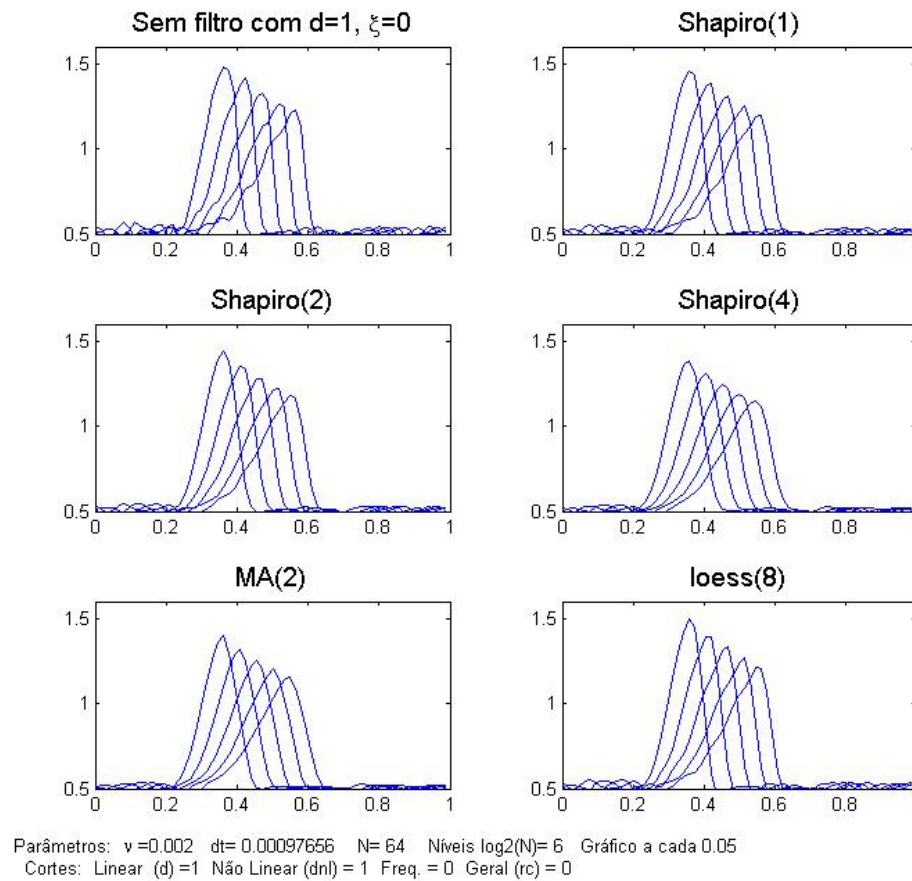 Sem filtro com d=1, ξ=0
Shapiro(1)
1.5
1
0.5
0 0.2 0.4 0.6 0.8 1
1.5
1
0.5
0 0.2 0.4 0.6 0.8
Shapiro(2)
Shapiro(4)
1.5
1
0.5
0 0.2 0.4 0.6 0.8 1
1.5
1
0.5
0 0.2 0.4 0.6 0.8
MA(2)
loess(8)
1.5
1
0.5
0 0.2 0.4 0.6 0.8 1
1.5
1
0.5
0 0.2 0.4 0.6 0.8
Parâmetros: ν =0.002 dt= 0.00097656 N= 64 Níveis log2(N)= 6 Gráfico a cada 0.05
Cortes: Linear (d) =1 Não Linear (dnl) = 1 Freq. = 0 Geral (rc) = 0